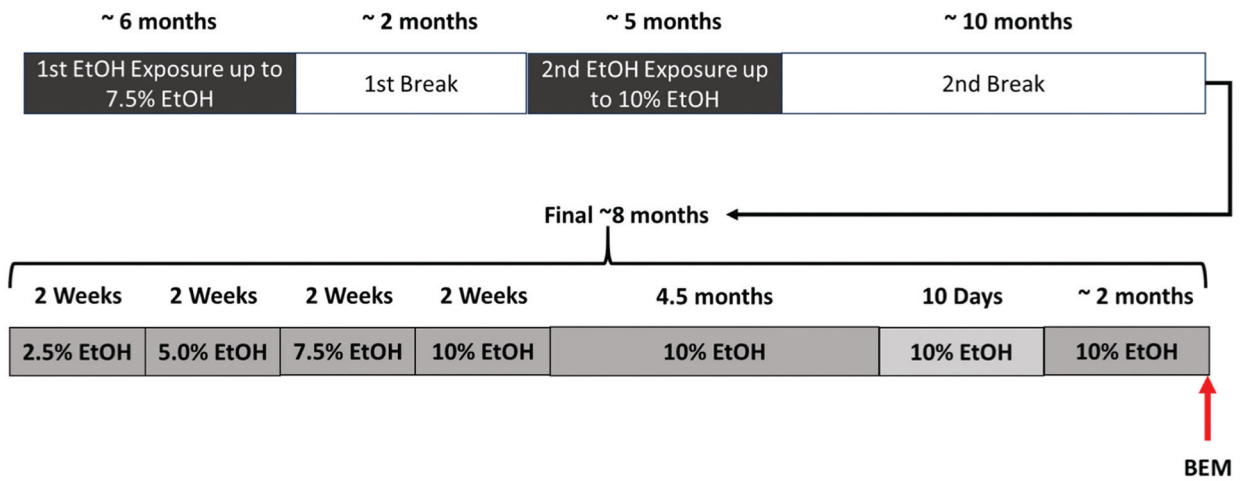 ~ 6 months
~ 2 months
~ 5 months
~ 10 months
1st EtOH Exposure up to
7.5% EtOH
1st Break
2nd EtOH Exposure up
to 10% EtOH
2nd Break
Final ~8 months
2 Weeks
2 Weeks
2 Weeks
2 Weeks
4.5 months
10 Days
~ 2 months
2.5% EtOH
5.0% EtOH
7.5% EtOH
10% EtOH
10% EtOH
10% EtOH
10% EtOH
BEM